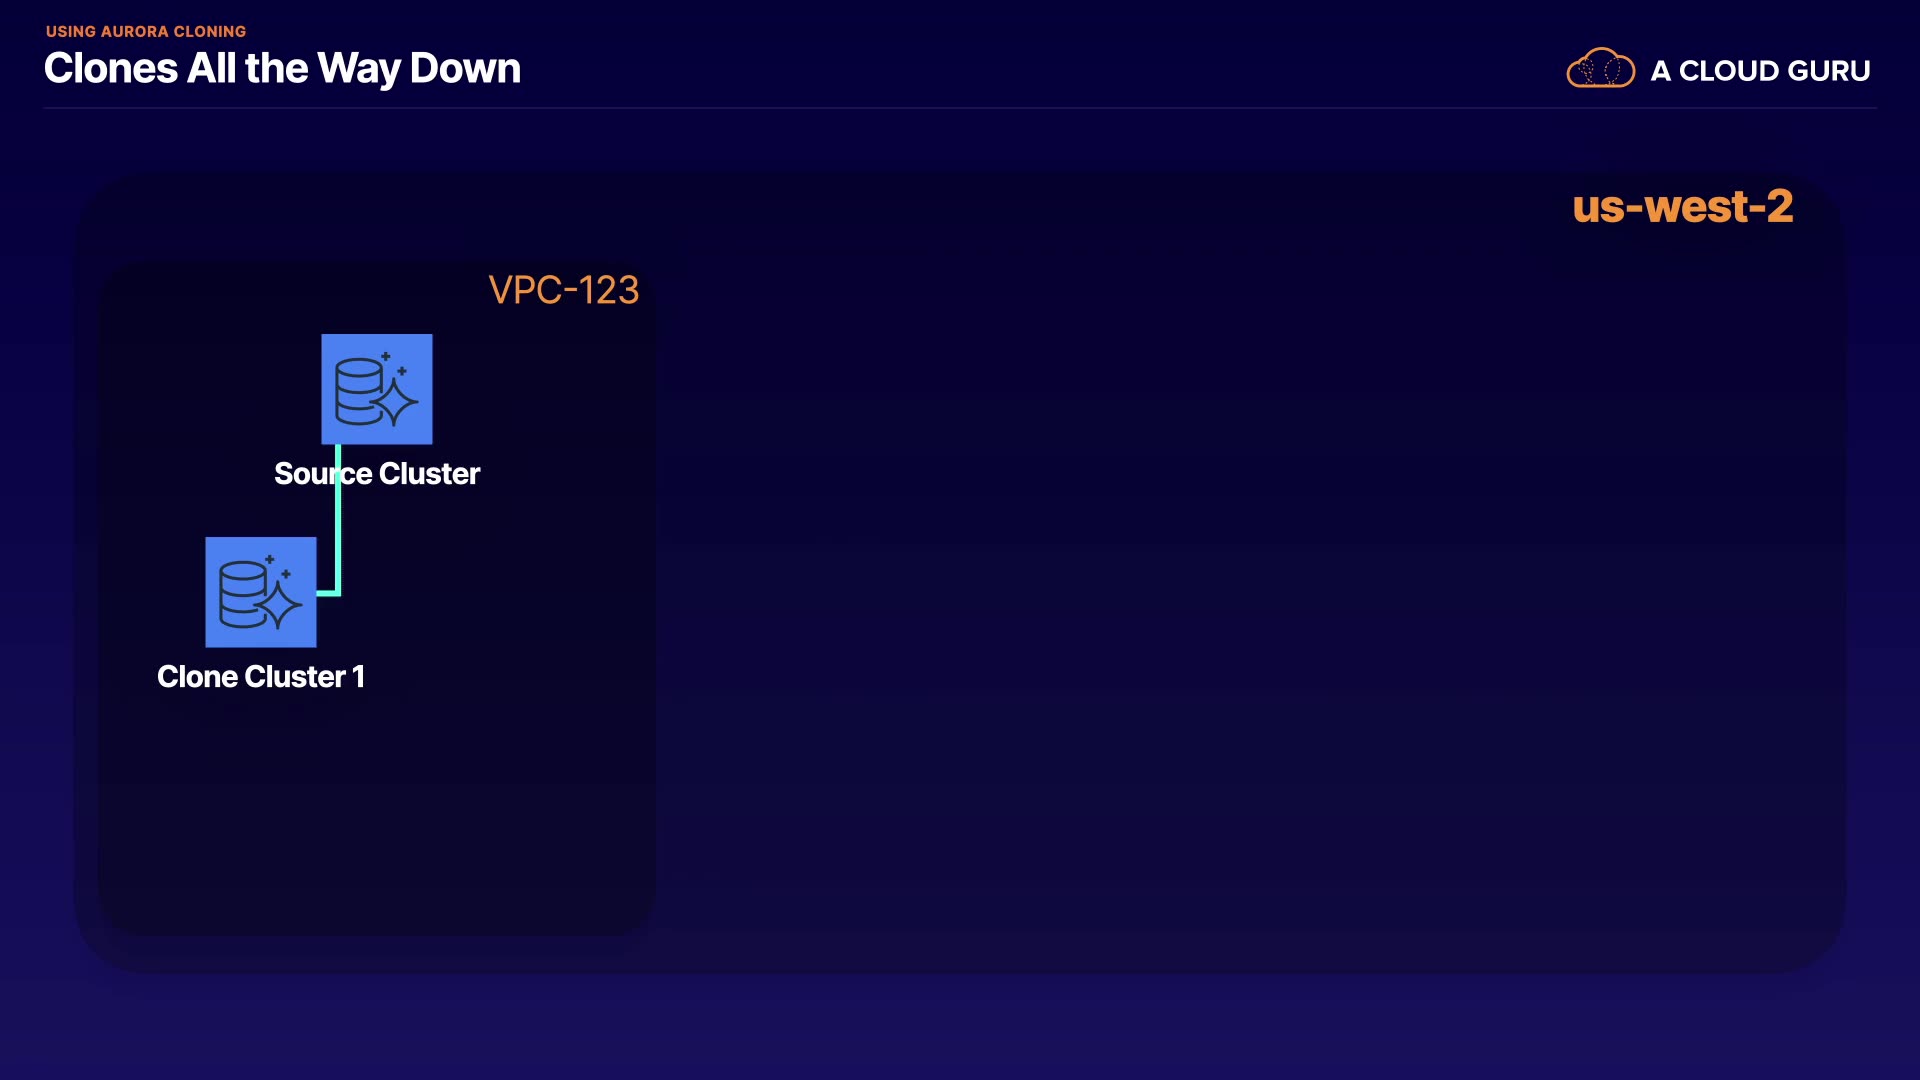 USING AURORA CLONING
Clones All the Way Down
A CLOUD GURU
us-west-2
VPC-123
Source Cluster
Clone Cluster 1